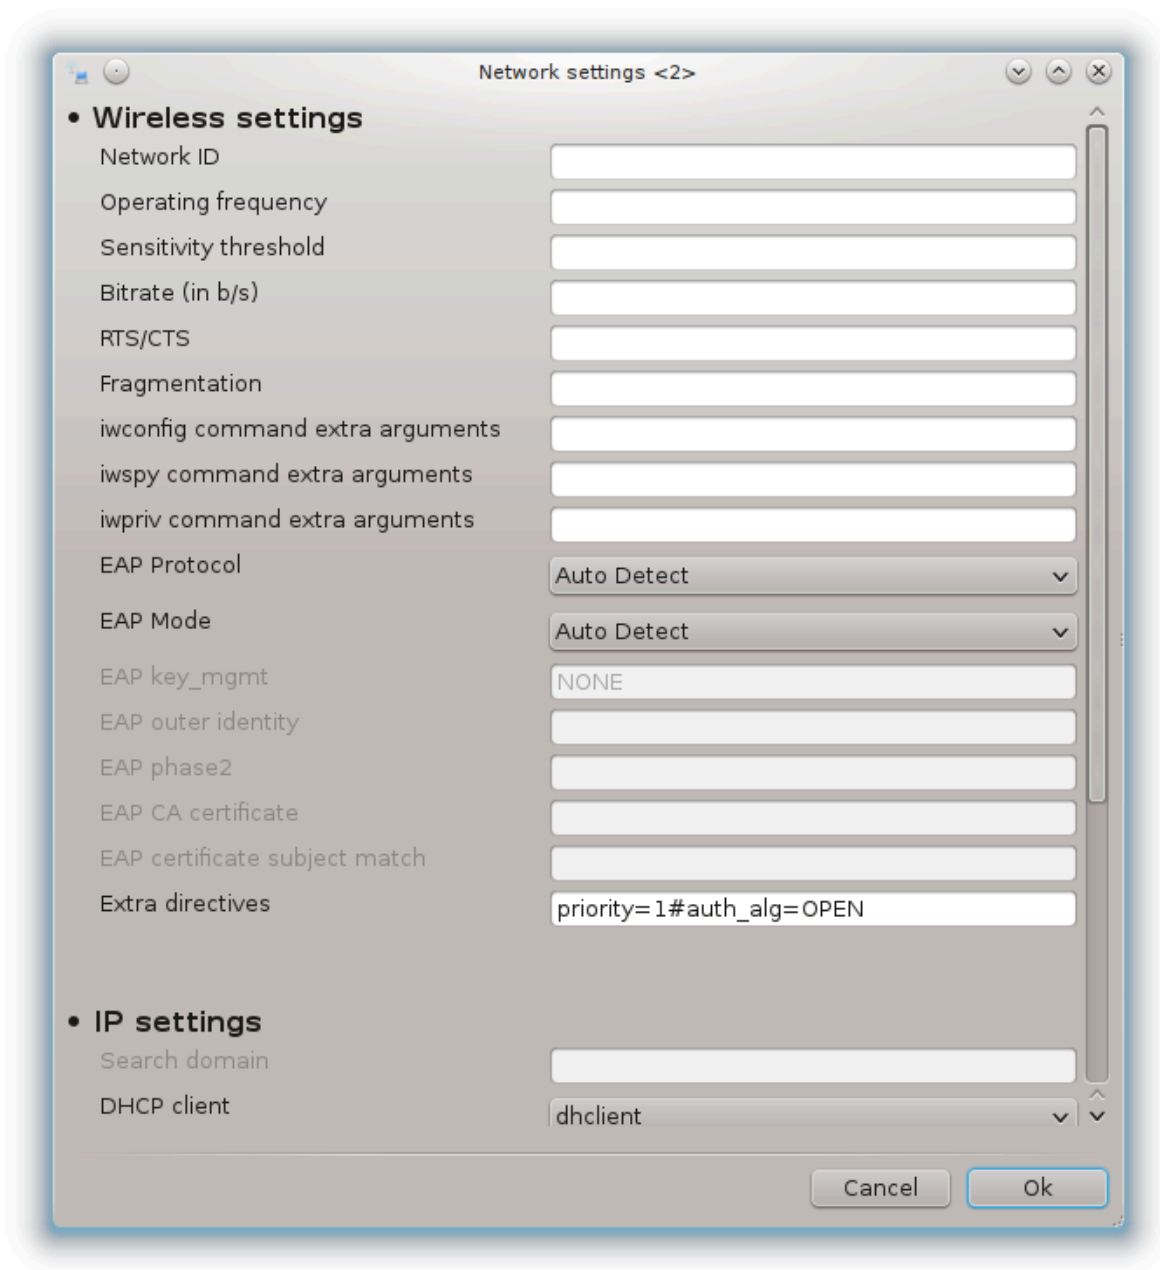 Network settings <2>
• Wireless settings
Network ID
Operating frequency
Sensitivity threshold
Bitrate (in b/s)
RTS/CTS
Fragmentation
iwconfig command extra arguments
iwspy command extra arguments
iwpriv command extra arguments
EAP Protocol Auto Detect
EAP Mode Auto Detect
EAP key_mgmt NONE
EAP outer identity
EAP phase2
EAP CA certificate
EAP certificate subject match
Extra directives priority=1#auth_alg=OPEN
• IP settings
Search domain
DHCP client dhclient
Cancel Ok